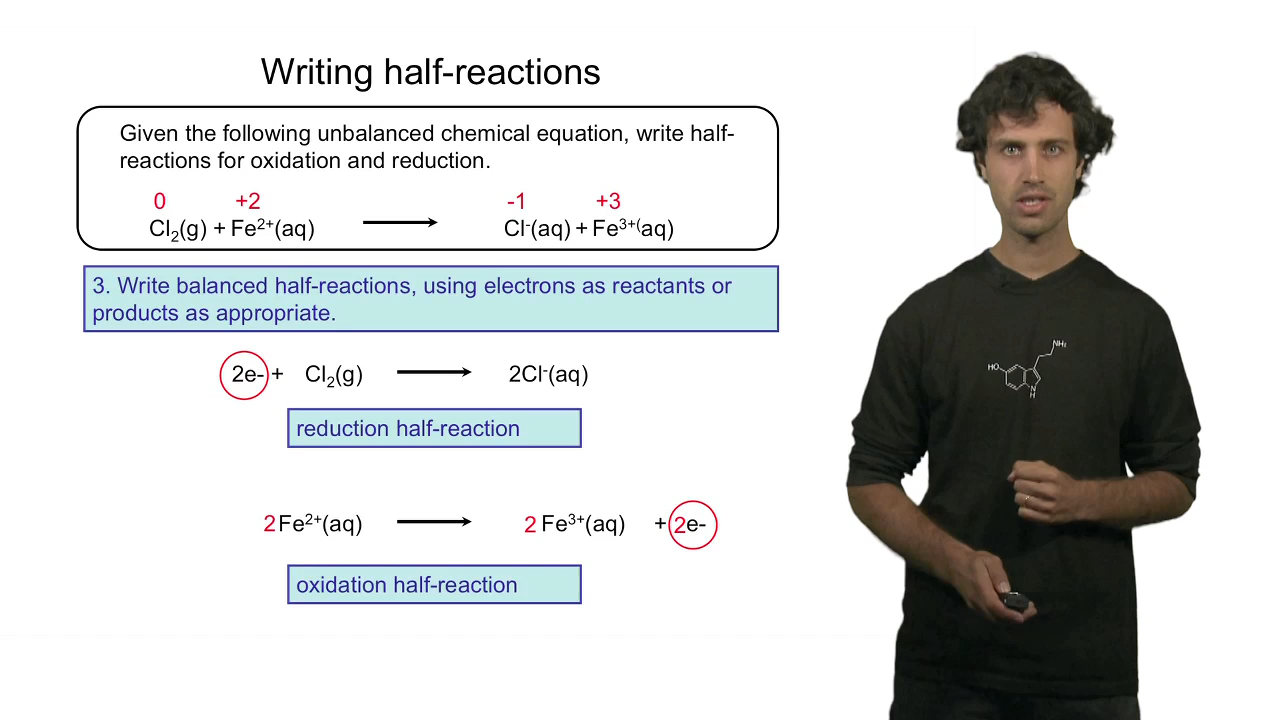 Writing half-reactions
Given the following unbalanced chemical equation, write half-
reactions for oxidation and reduction.
0 +2 -1 +3
Cl₂(g) + Fe²⁺(aq) ⟶ Cl⁻(aq) + Fe³⁺⁽aq)
3. Write balanced half-reactions, using electrons as reactants or
products as appropriate.
2e- + Cl₂(g) ⟶ 2Cl⁻(aq)
reduction half-reaction
2 Fe²⁺(aq) ⟶ 2 Fe³⁺(aq) + 2e-
oxidation half-reaction
NH₂
HO
N
H